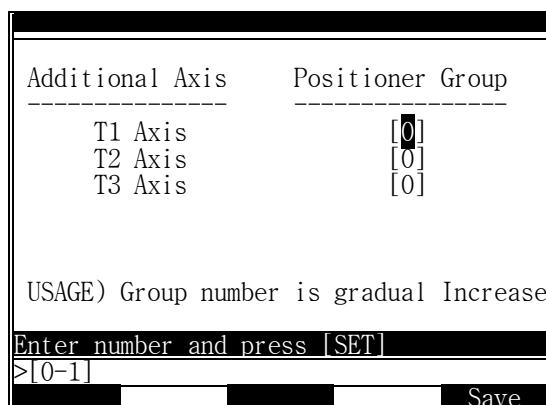 Additional Axis Positioner Group
--------------- ----------------
T1 Axis [0]
T2 Axis [0]
T3 Axis [0]
USAGE) Group number is gradual Increase
Enter number and press [SET]
>[0-1]
Save